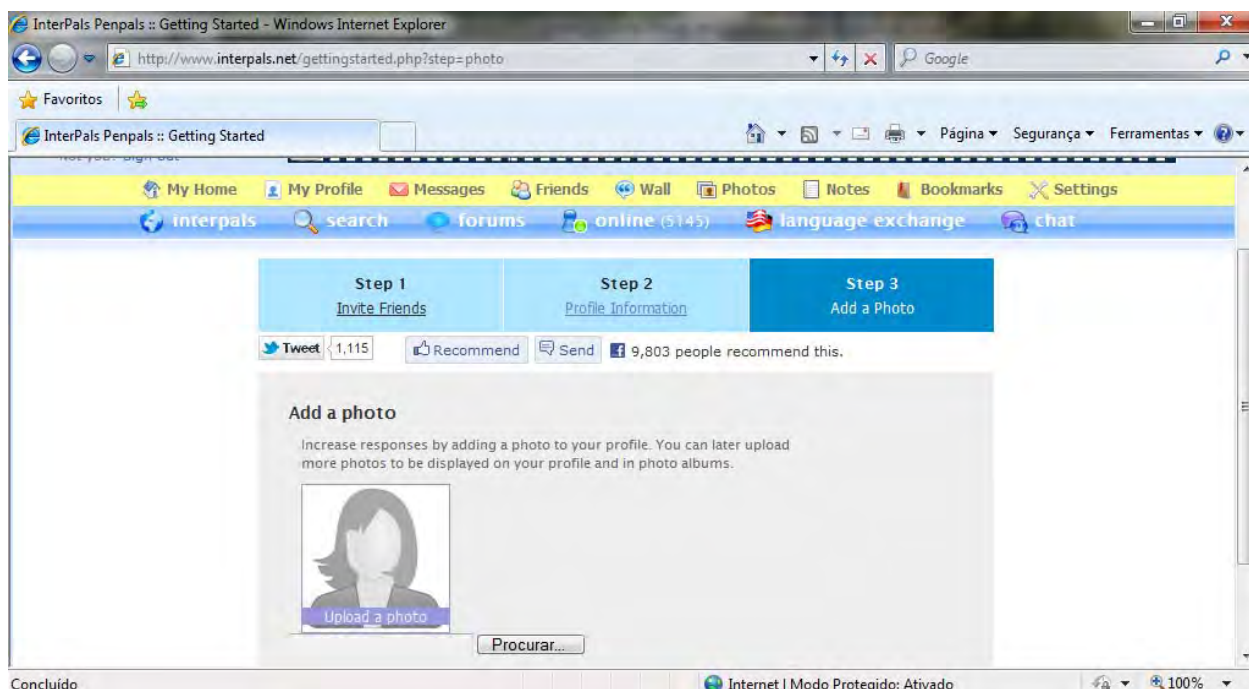 InterPals Penpals :: Getting Started - Windows Internet Explorer
http://www.interpals.net/gettingstarted.php?step=photo
Google
Favoritos
InterPals Penpals :: Getting Started
Página Segurança Ferramentas
Not you? Sign Out
My Home My Profile Messages Friends Wall Photos Notes Bookmarks Settings
interpals search forums online (5145) language exchange chat
Step 1 Step 2 Step 3
Invite Friends Profile Information Add a Photo
Tweet 1,115 Recommend Send 9,803 people recommend this.
Add a photo
Increase responses by adding a photo to your profile. You can later upload
more photos to be displayed on your profile and in photo albums.
Upload a photo
Procurar...
Concluído Internet | Modo Protegido: Ativado 100%